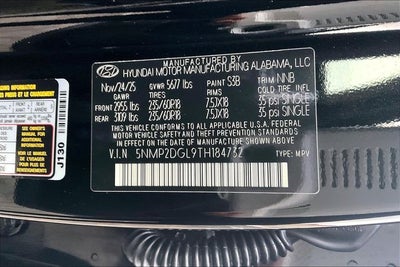 MANUFACTURED BY
HYUNDAI MOTOR MANUFACTURING ALABAMA, LLC
Nov/24/25 GVWR 5677 lbs PAINT S3B TRIM NNB
GAWR Tires Rims Cold
Front 2955 lbs 235/60R18 7.5JX18 35 psi SINGLE
Rear 3109 lbs 235/60R18 7.5JX18 35 psi SINGLE
THIS VEHICLE CONFORMS TO ALL APPLICABLE U.S.A. FEDERAL
MOTOR VEHICLE SAFETY, BUMPER, AND THEFT PREVENTION STANDARDS
IN EFFECT ON THE DATE OF MANUFACTURE SHOWN ABOVE.
V.I.N 5NMP2DGL9TH184732 TYPE: MPV
J130